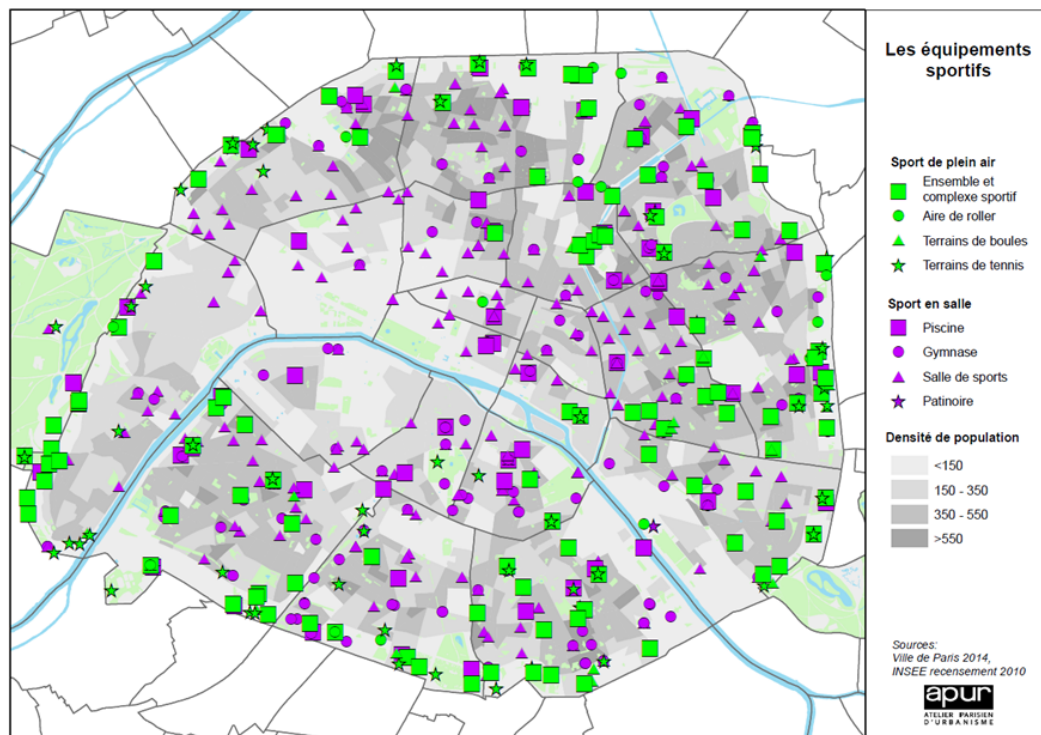 Les équipements
sportifs
Sport de plein air
Ensemble et
complexe sportif
Aire de roller
Terrains de boules
Terrains de tennis
Sport en salle
Piscine
Gymnase
Salle de sports
Patinoire
Densité de population
<150
150 - 350
350 - 550
>550
Sources:
Ville de Paris 2014,
INSEE recensement 2010
apur
ATELIER PARISIEN
D'URBANISME